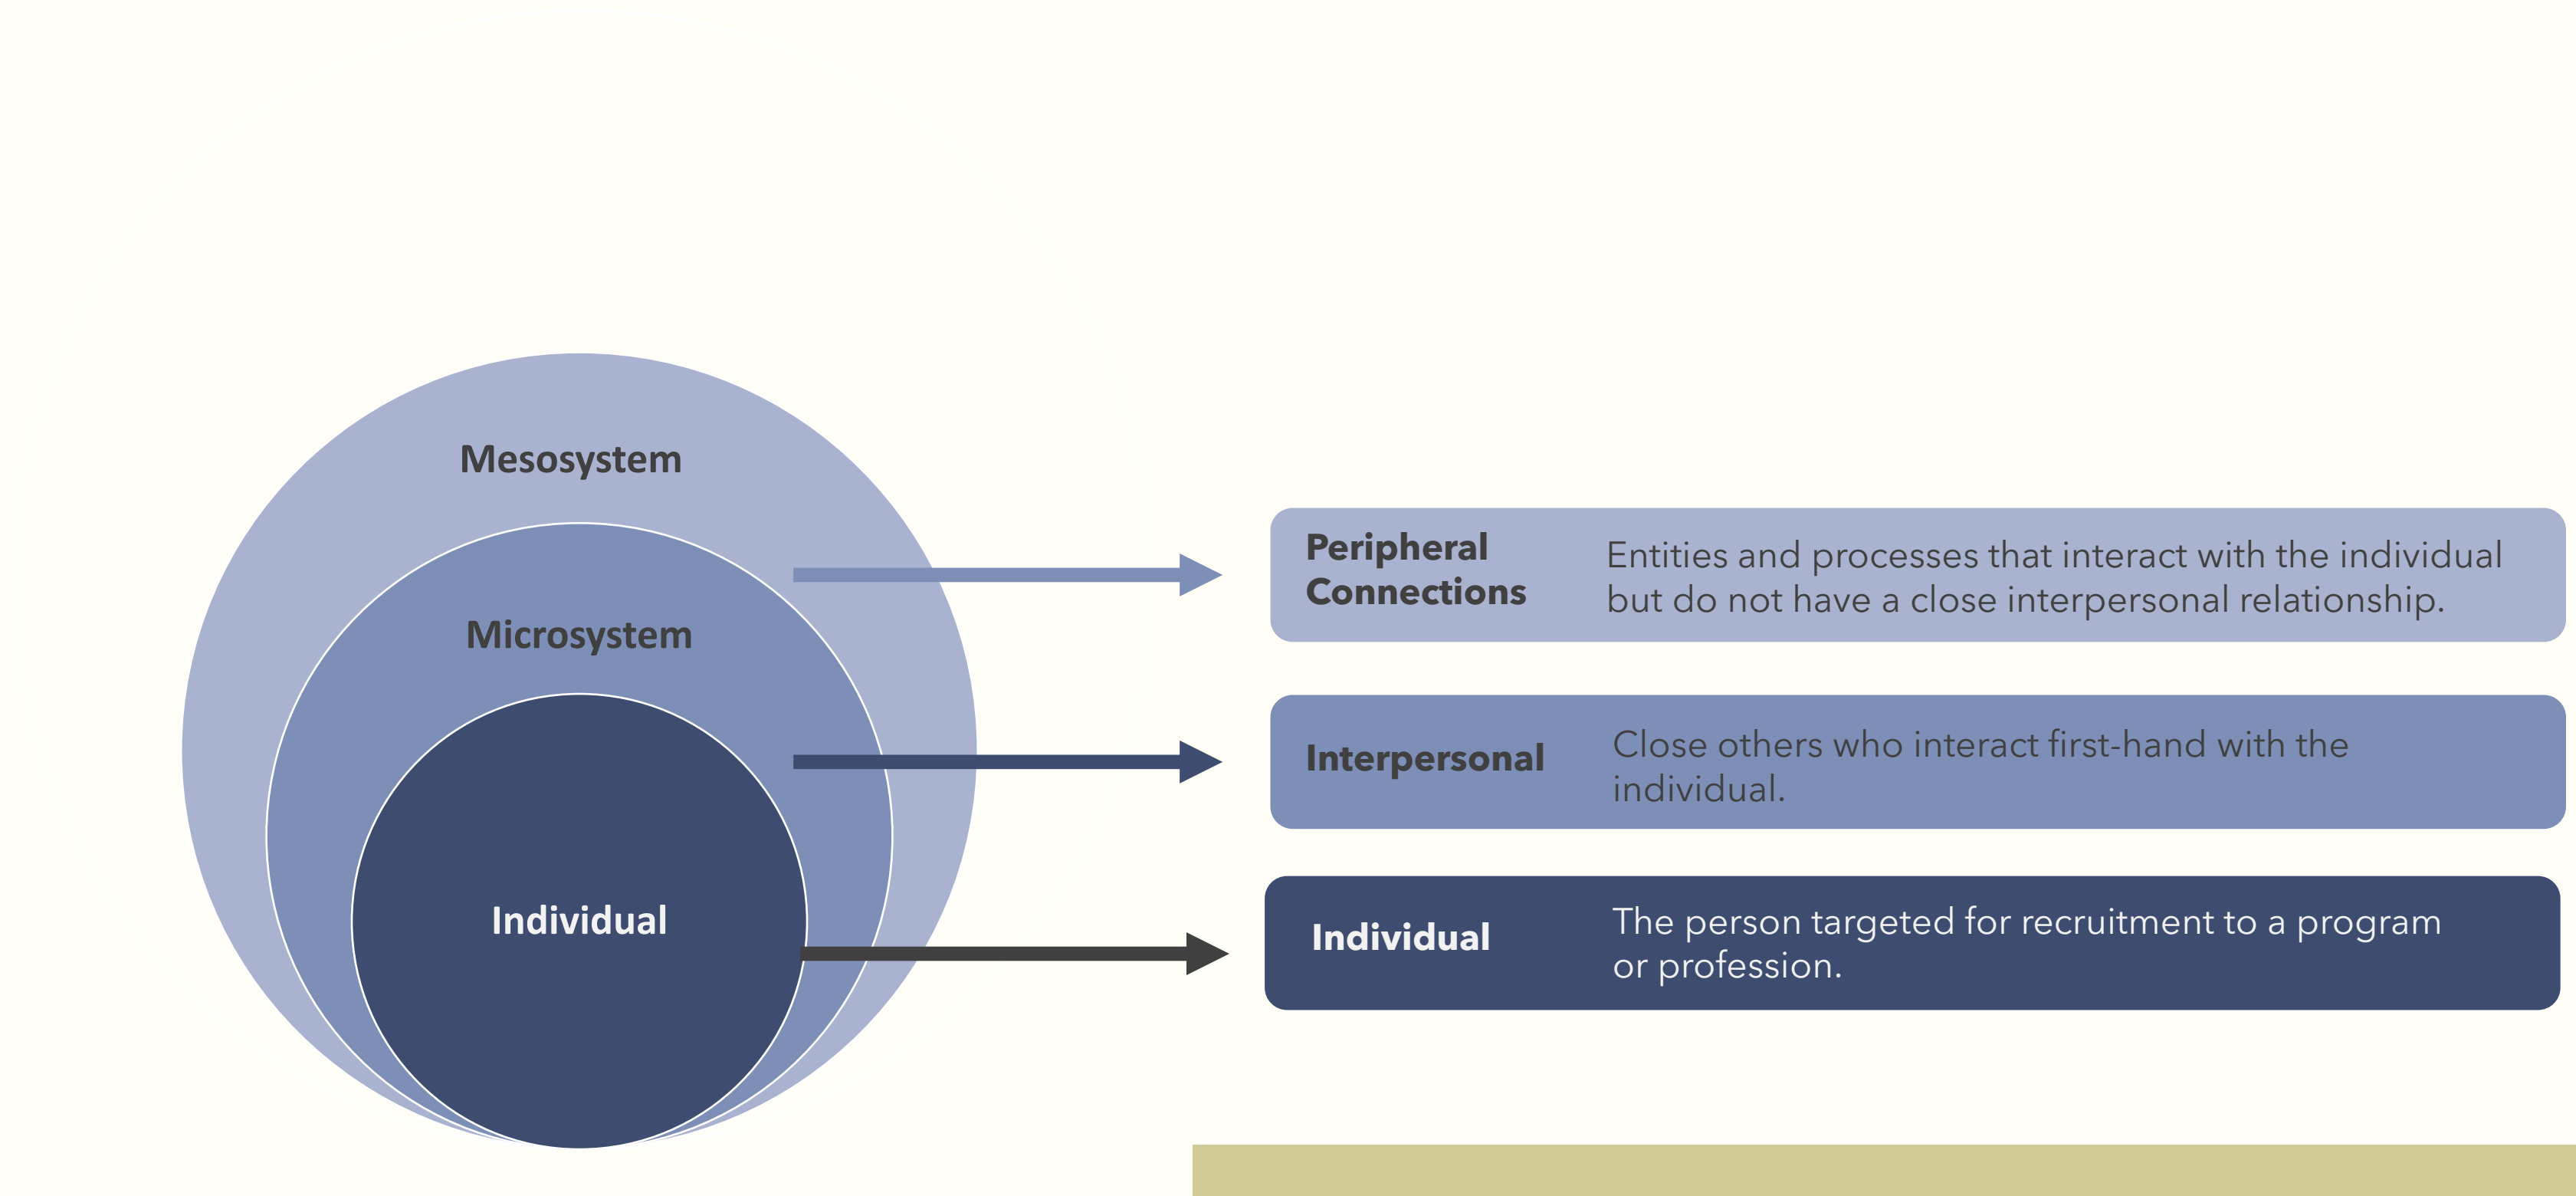 Mesosystem
Microsystem
Individual
Peripheral
Connections
Entities and processes that interact with the individual
but do not have a close interpersonal relationship.
Interpersonal
Close others who interact first-hand with the
individual.
Individual
The person targeted for recruitment to a program
or profession.